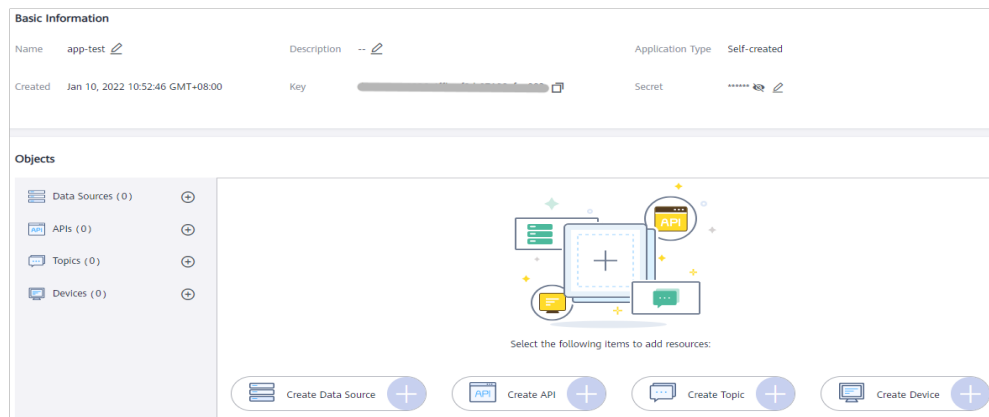 Basic Information
Name app-test Description -- Application Type Self-created
Created Jan 10, 2022 10:52:46 GMT+08:00 Key Secret ******
Objects
Data Sources (0)
API APIs (0)
Topics (0)
Devices (0)
API
Select the following items to add resources:
Create Data Source API Create API Create Topic Create Device